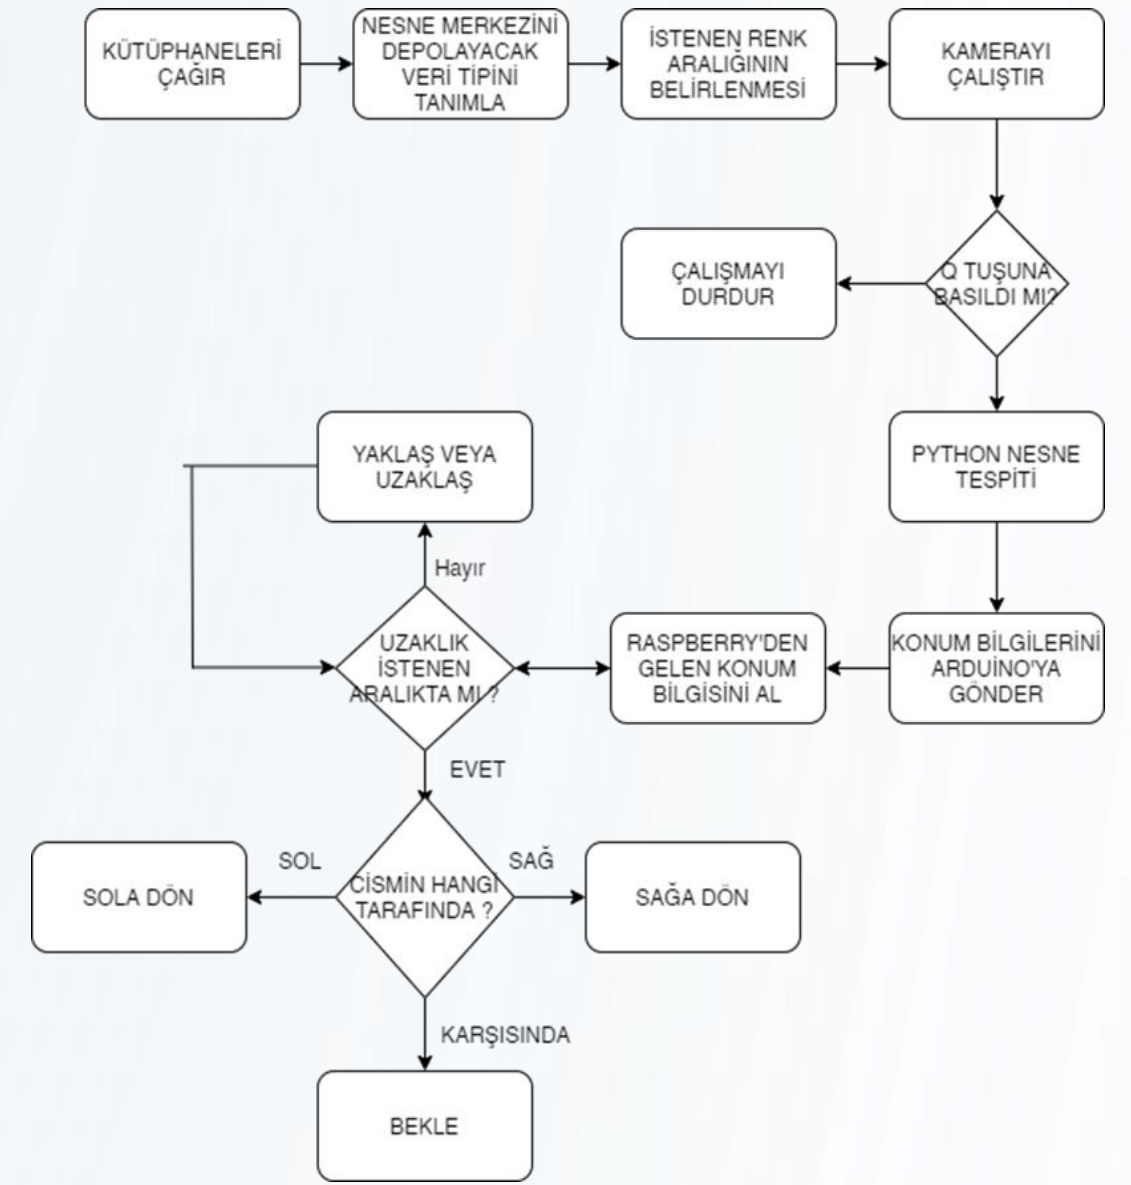 KÜTÜPHANELERİ
ÇAĞIR
NESNE MERKEZİNİ
DEPOLAYACAK
VERİ TİPİNİ
TANIMLA
İSTENEN RENK
ARALIĞININ
BELİRLENMESİ
KAMERAYI
ÇALIŞTIR
Q TUŞUNA
BASILDI MI?
ÇALIŞMAYI
DURDUR
PYTHON NESNE
TESPİTİ
KONUM BİLGİLERİNİ
ARDUİNO'YA
GÖNDER
RASPBERRY'DEN
GELEN KONUM
BİLGİSİNİ AL
UZAKLIK
İSTENEN
ARALIKTA MI ?
Hayır
YAKLAŞ VEYA
UZAKLAŞ
EVET
CİSMİN HANGİ
TARAFINDA ?
SOL
SOLA DÖN
SAĞ
SAĞA DÖN
KARŞISINDA
BEKLE